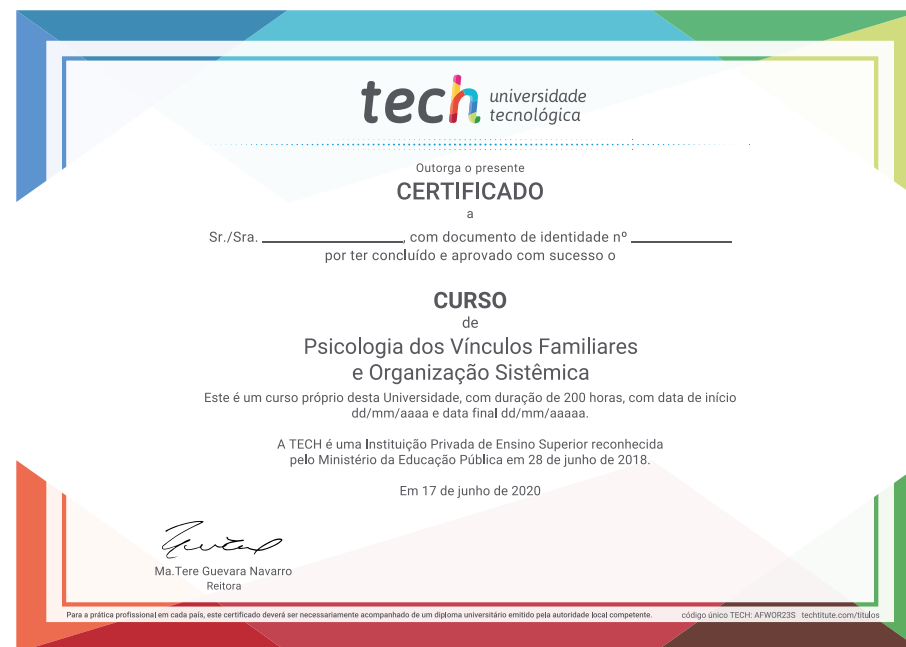 tech universidade
tecnológica
Outorga o presente
CERTIFICADO
a
Sr./Sra. ____________, com documento de identidade nº ____________
por ter concluído e aprovado com sucesso o
CURSO
de
Psicologia dos Vínculos Familiares
e Organização Sistêmica
Este é um curso próprio desta Universidade, com duração de 200 horas, com data de início
dd/mm/aaaa e data final dd/mm/aaaaa.
A TECH é uma Instituição Privada de Ensino Superior reconhecida
pelo Ministério da Educação Pública em 28 de junho de 2018.
Em 17 de junho de 2020
Ma.Tere Guevara Navarro
Reitora
Para a prática profissional em cada país, este certificado deverá ser necessariamente acompanhado de um diploma universitário emitido pela autoridade local competente. código único TECH: AFWOR23S techtitute.com/titulos